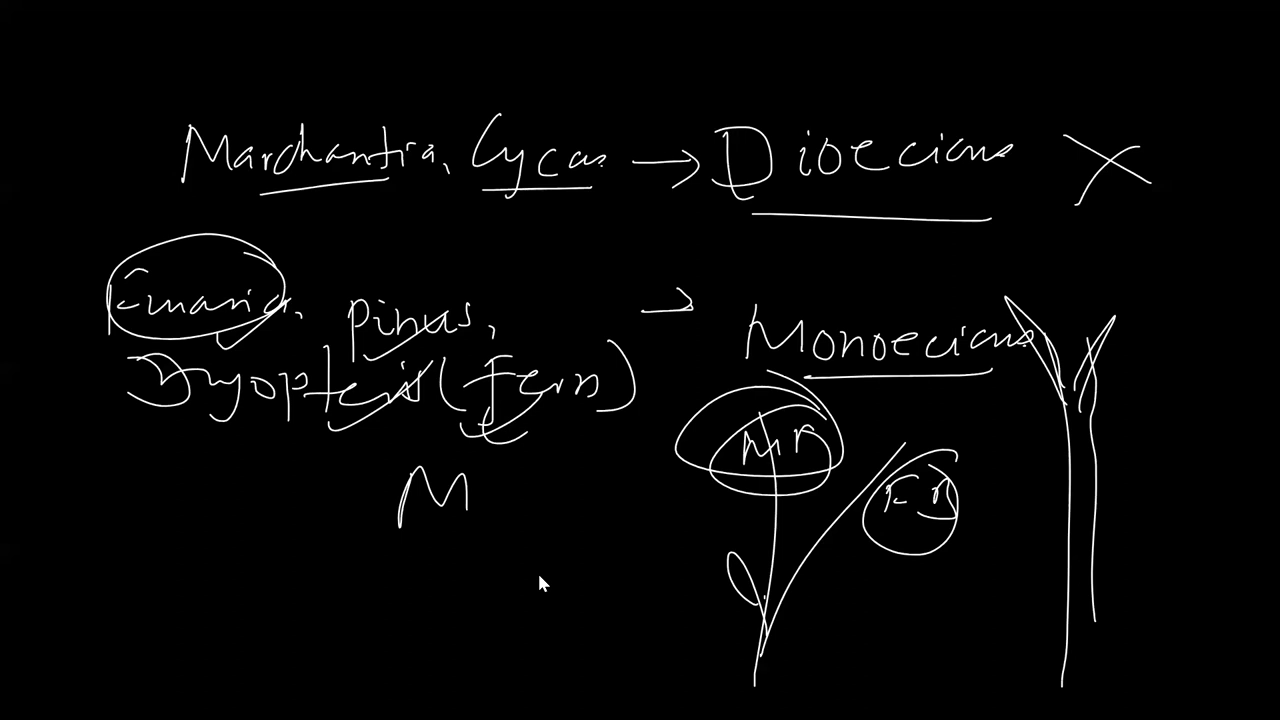 Marchantia, Cycas → Dioecious X
Funaria, Pinus, →
Monoecious
Dryopteris (Fern)
M